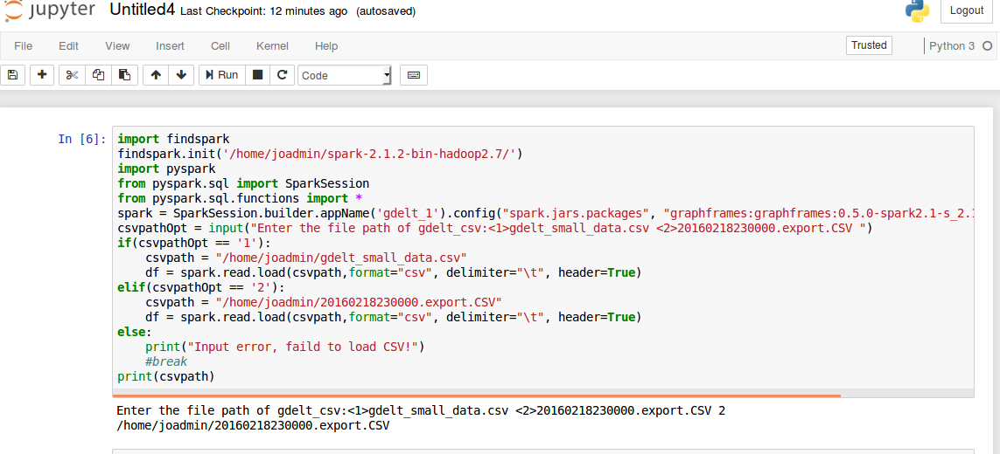 jupyter Untitled4 Last Checkpoint: 12 minutes ago (autosaved)
Logout
File Edit View Insert Cell Kernel Help
Trusted
Python 3
Run
Code
In [6]:
import findspark
findspark.init('/home/joadmin/spark-2.1.2-bin-hadoop2.7/')
import pyspark
from pyspark.sql import SparkSession
from pyspark.sql.functions import *
spark = SparkSession.builder.appName('gdelt_1').config("spark.jars.packages", "graphframes:graphframes:0.5.0-spark2.1-s_2.1
csvpathOpt = input("Enter the file path of gdelt_csv:<1>gdelt_small_data.csv <2>20160218230000.export.CSV ")
if(csvpathOpt == '1'):
    csvpath = "/home/joadmin/gdelt_small_data.csv"
    df = spark.read.load(csvpath,format="csv", delimiter="\t", header=True)
elif(csvpathOpt == '2'):
    csvpath = "/home/joadmin/20160218230000.export.CSV"
    df = spark.read.load(csvpath,format="csv", delimiter="\t", header=True)
else:
    print("Input error, faild to load CSV!")
    #break
print(csvpath)
Enter the file path of gdelt_csv:<1>gdelt_small_data.csv <2>20160218230000.export.CSV 2
/home/joadmin/20160218230000.export.CSV